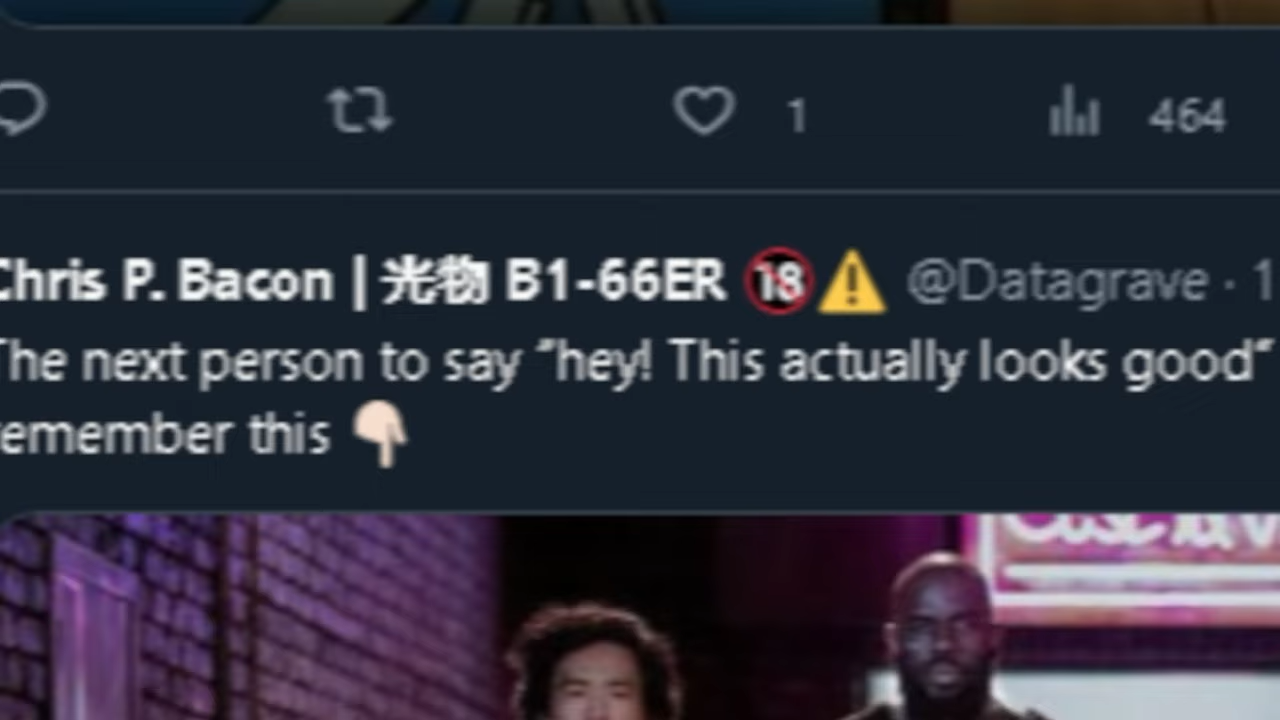 1 464
Chris P. Bacon | 光物 B1-66ER 🔞⚠️ @Datagrave · 1
The next person to say “hey! This actually looks good”
remember this 👇🏻